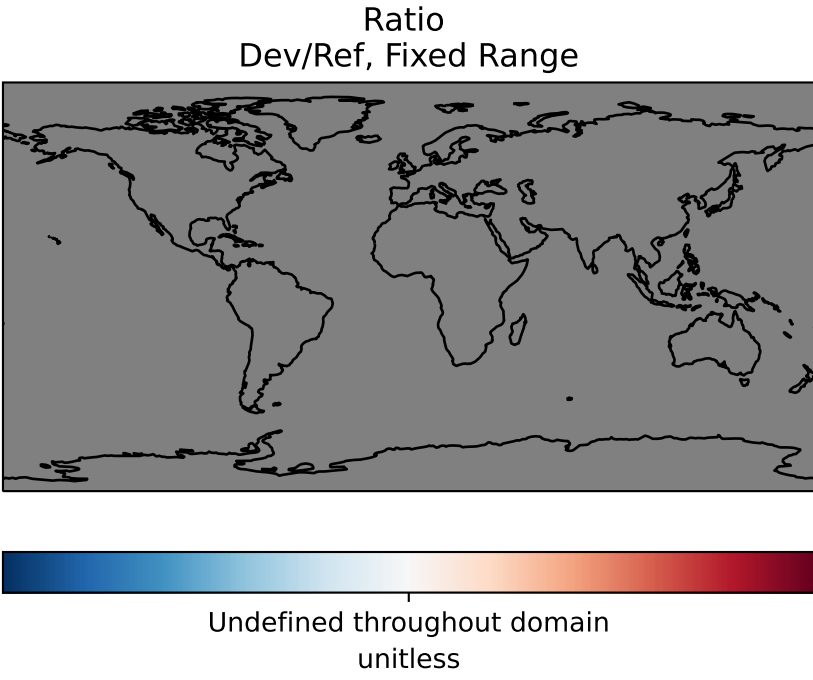 Ratio
Dev/Ref, Fixed Range
Undefined throughout domain
unitless